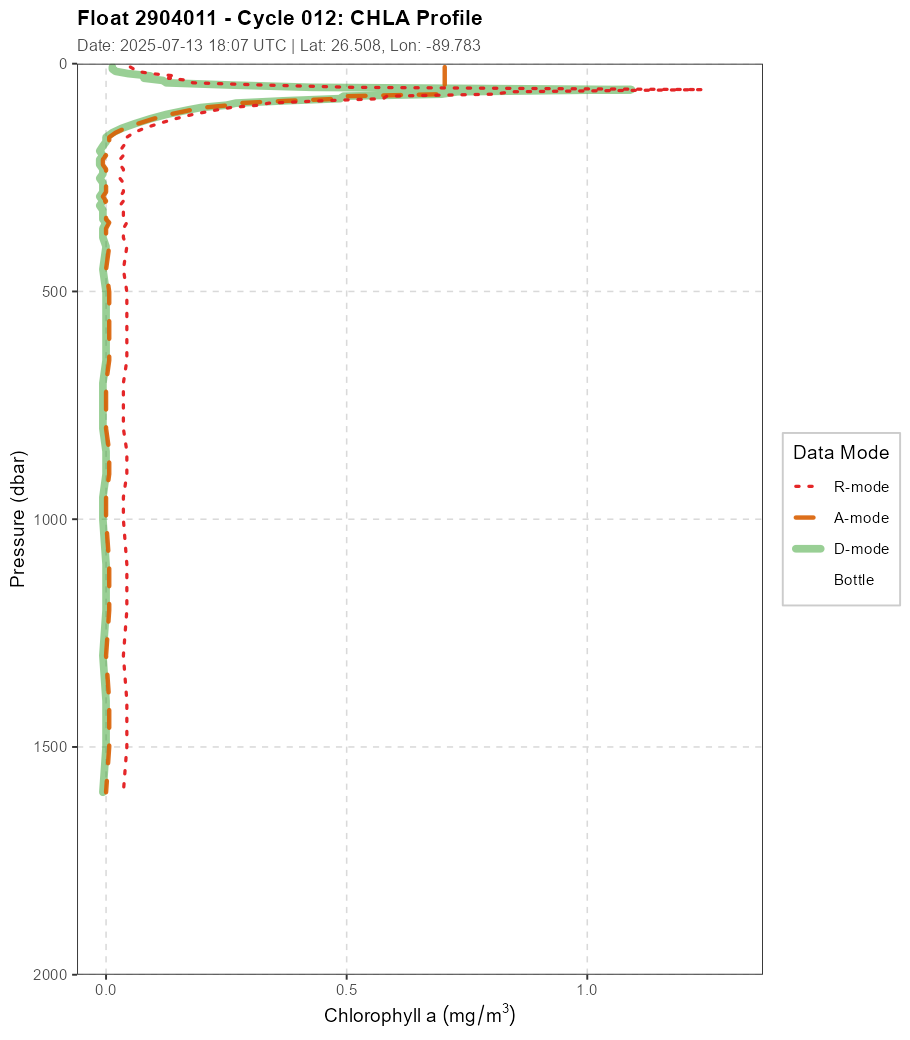 Float 2904011 - Cycle 012: CHLA Profile
Date: 2025-07-13 18:07 UTC | Lat: 26.508, Lon: -89.783
0
500
1000
1500
2000
Pressure (dbar)
0.0
0.5
1.0
Chlorophyll a (mg/m³)
Data Mode
R-mode
A-mode
D-mode
Bottle